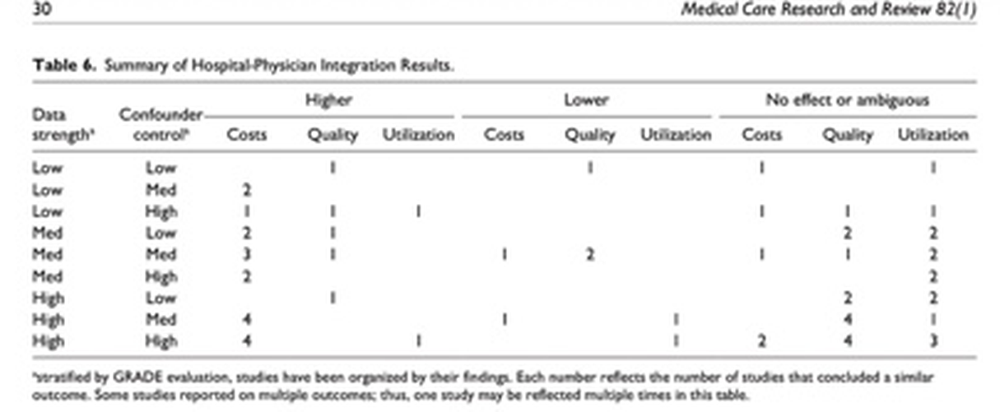 30 Medical Care Research and Review 82(1)
Table 6. Summary of Hospital-Physician Integration Results.
Higher Lower No effect or ambiguous
Data strengthᵃ Confounder controlᵃ Costs Quality Utilization Costs Quality Utilization Costs Quality Utilization
Low Low 1 1 1 1
Low Med 2
Low High 1 1 1 1 1 1
Med Low 2 1 2 2
Med Med 3 1 1 2 1 1 2
Med High 2 2
High Low 1 2 2
High Med 4 1 1 4 1
High High 4 1 1 2 4 3
ᵃstratified by GRADE evaluation, studies have been organized by their findings. Each number reflects the number of studies that concluded a similar
outcome. Some studies reported on multiple outcomes; thus, one study may be reflected multiple times in this table.